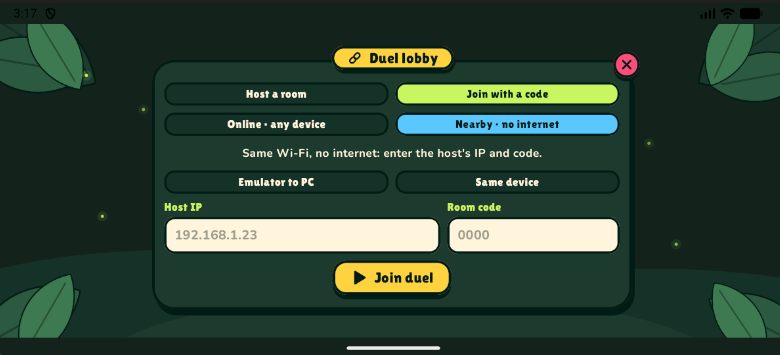 3:17
Duel lobby
Host a room
Join with a code
Online · any device
Nearby · no internet
Same Wi-Fi, no internet: enter the host's IP and code.
Emulator to PC
Same device
Host IP
Room code
192.168.1.23
0000
Join duel